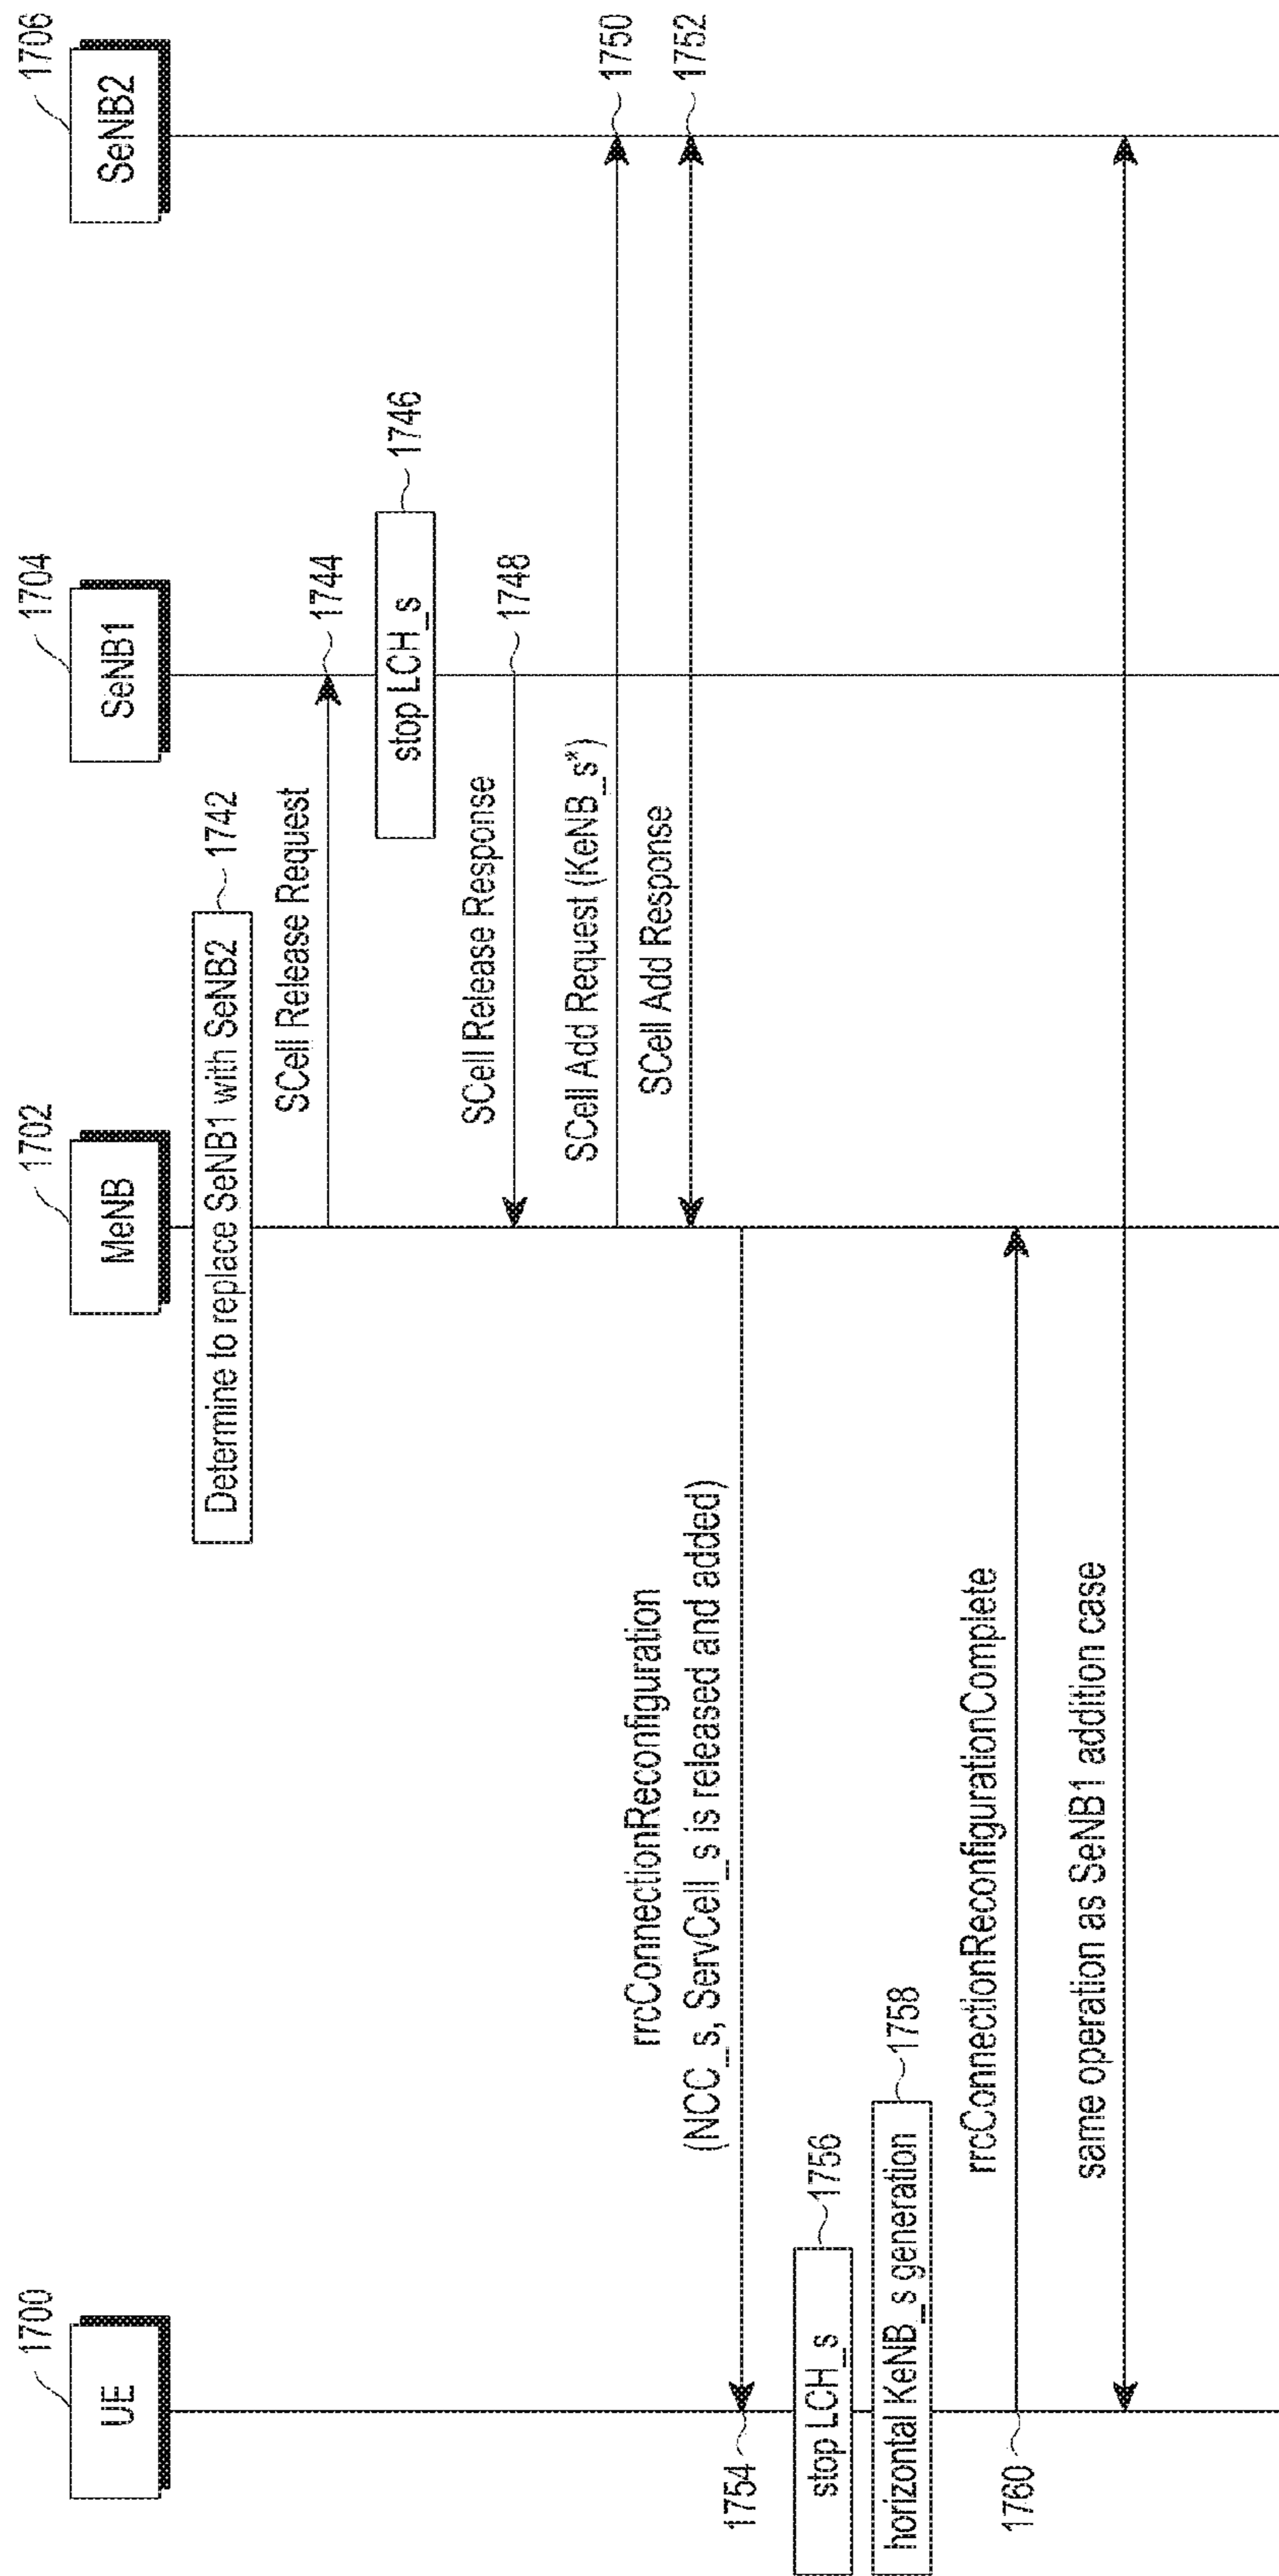 1700
UE
1702
MeNB
1704
SeNB1
1706
SeNB2
Determine to replace SeNB1 with SeNB2
1742
SCell Release Request
1744
stop LCH_s
1746
SCell Release Response
1748
SCell Add Request (KeNB_s*)
1750
SCell Add Response
1752
rrcConnectionReconfiguration
(NCC_s, ServCell_s is released and added)
1754
stop LCH_s
1756
horizontal KeNB_s generation
1758
rrcConnectionReconfigurationComplete
1760
same operation as SeNB1 addition case